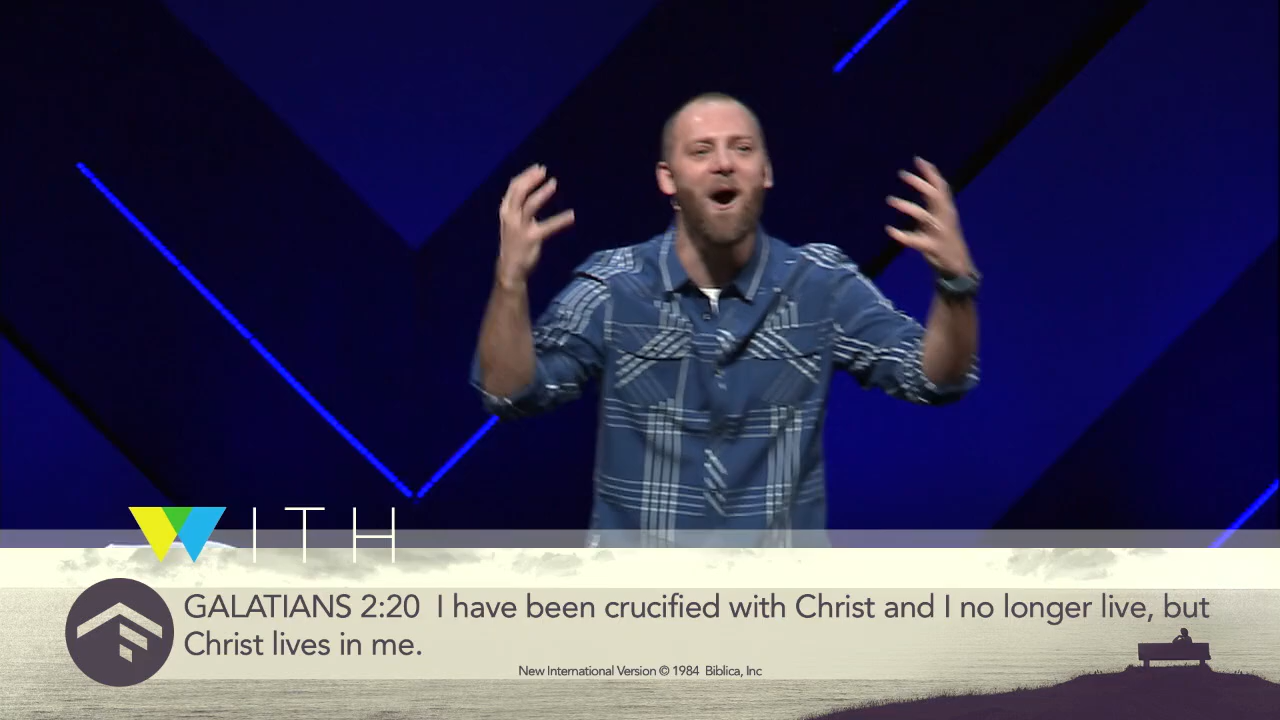 WITH
GALATIANS 2:20 I have been crucified with Christ and I no longer live, but
Christ lives in me.
New International Version © 1984 Biblica, Inc